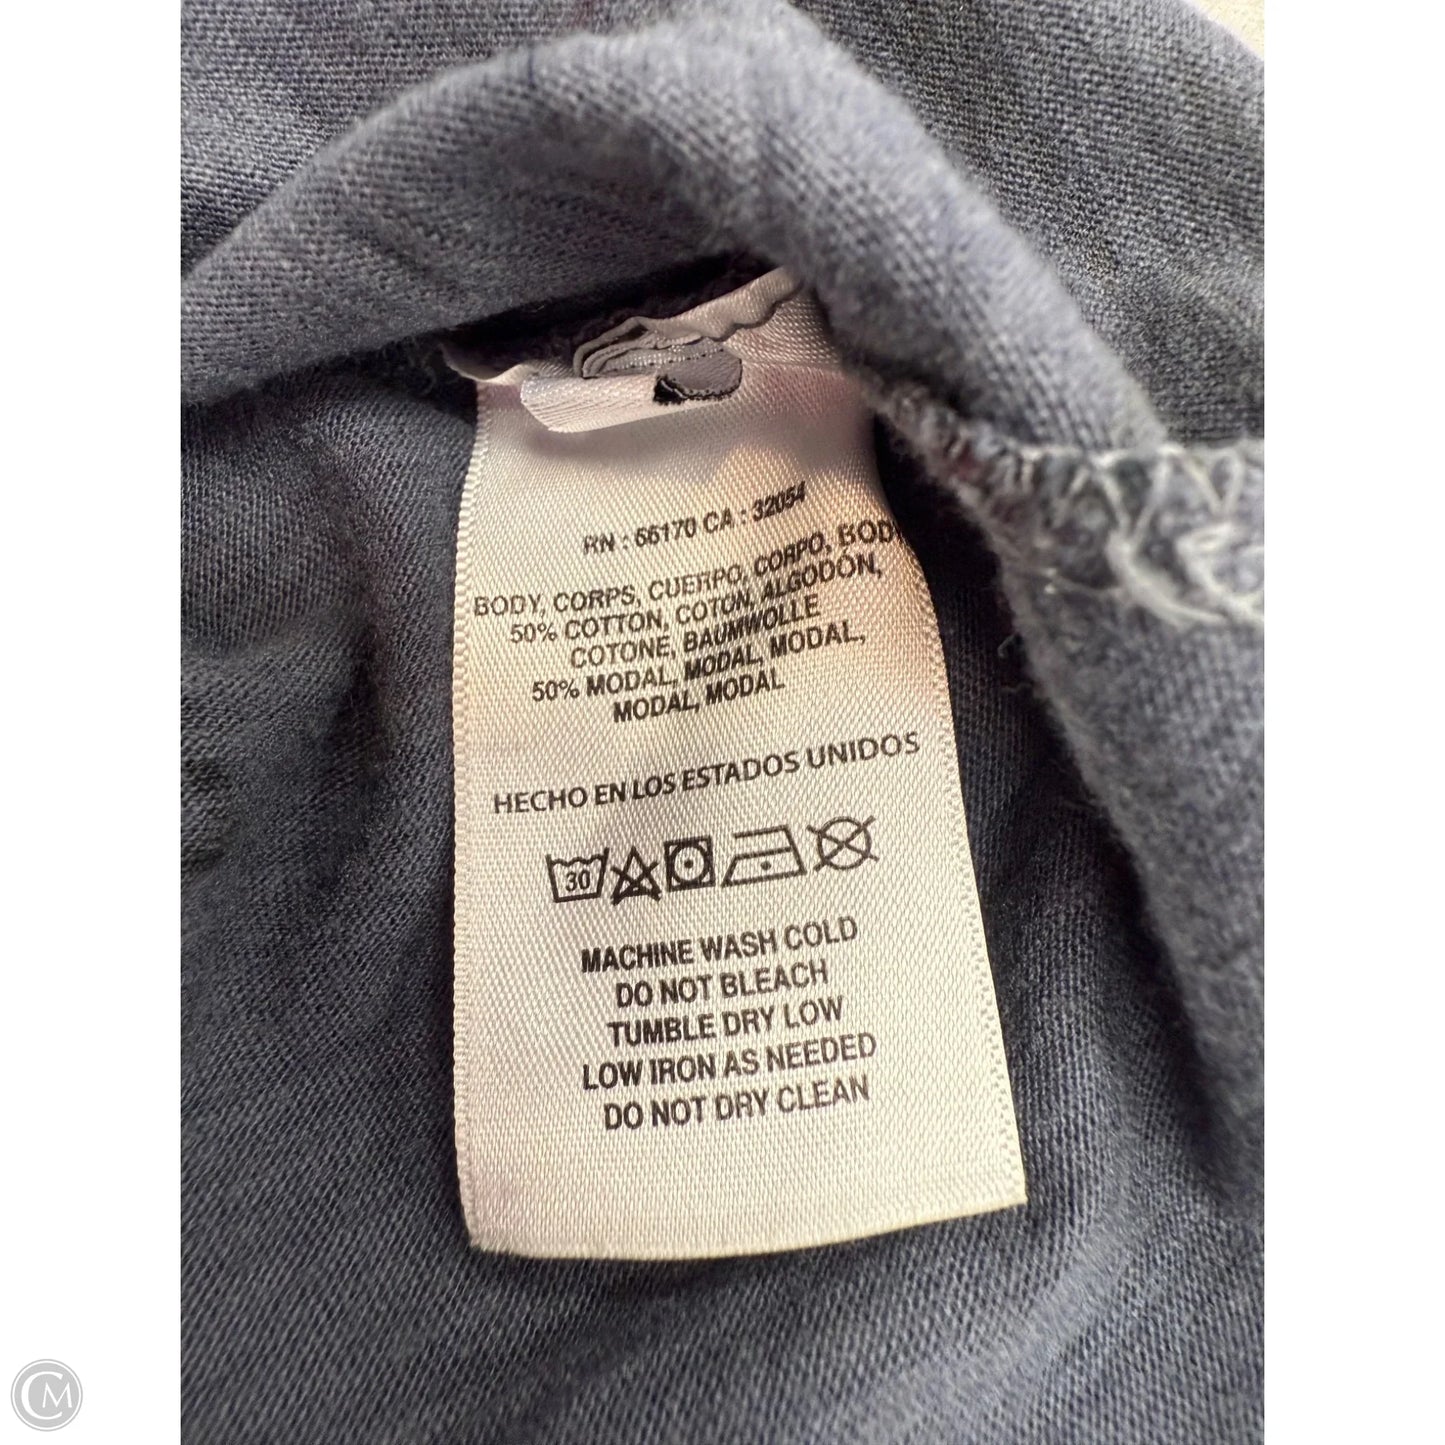 RN : 66170 CA : 32054
BODY, CORPS, CUERPO, CORPO, BODY
50% COTTON, COTON, ALGODÓN,
COTONE, BAUMWOLLE
50% MODAL, MODAL, MODAL,
MODAL, MODAL
HECHO EN LOS ESTADOS UNIDOS
30
MACHINE WASH COLD
DO NOT BLEACH
TUMBLE DRY LOW
LOW IRON AS NEEDED
DO NOT DRY CLEAN
CM